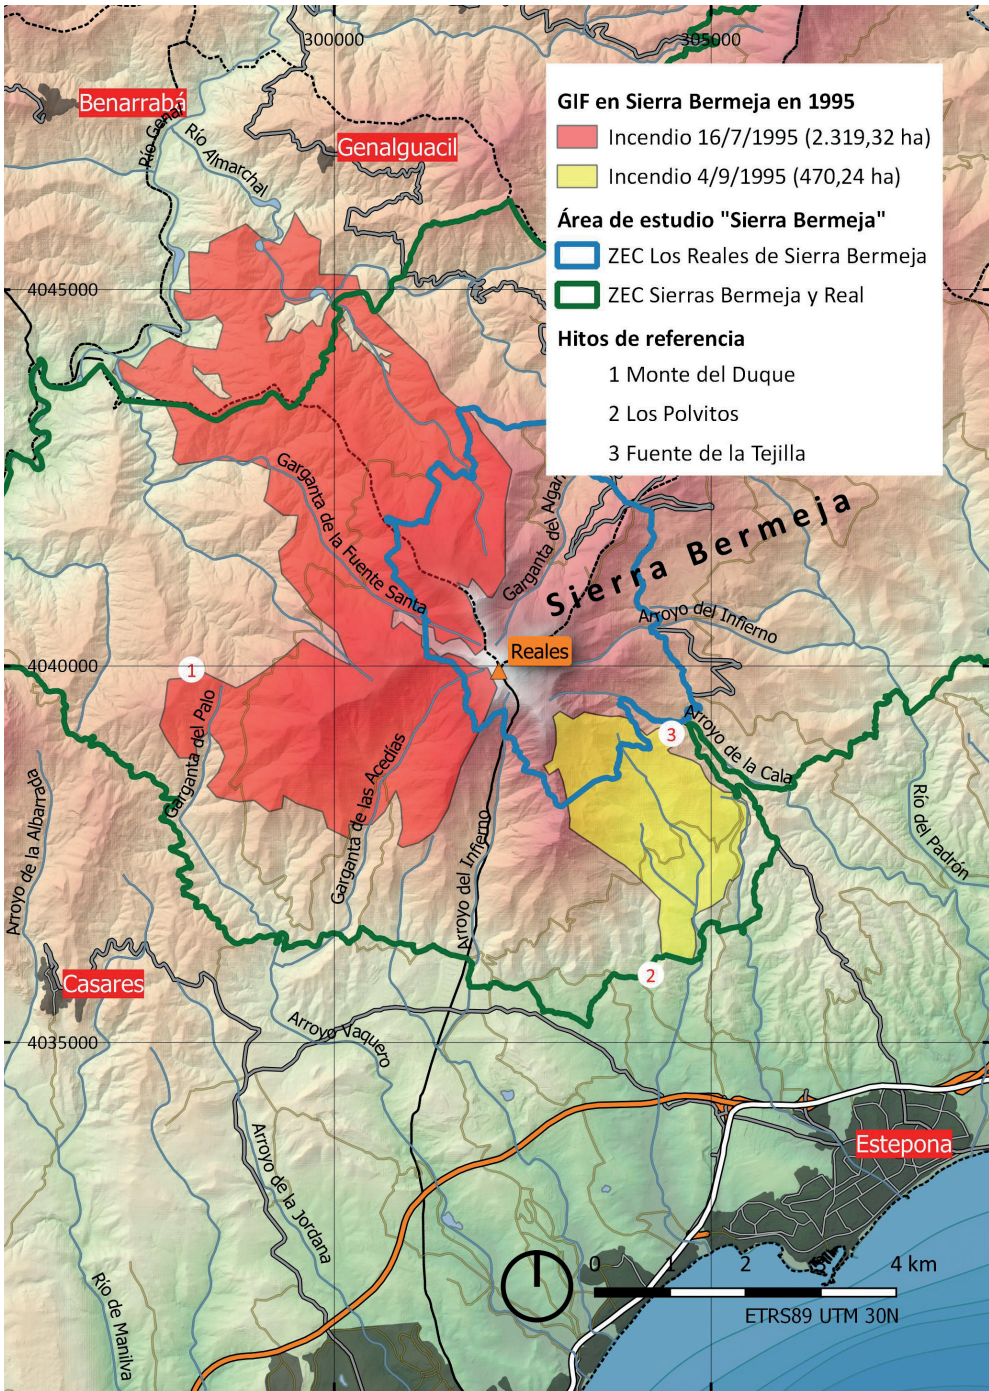 300000
305000
Benarrabá
Río Genal
Río Almarchal
Genalguacil
GIF en Sierra Bermeja en 1995
Incendio 16/7/1995 (2.319,32 ha)
Incendio 4/9/1995 (470,24 ha)
Área de estudio "Sierra Bermeja"
ZEC Los Reales de Sierra Bermeja
ZEC Sierras Bermeja y Real
Hitos de referencia
1 Monte del Duque
2 Los Polvitos
3 Fuente de la Tejilla
4045000
Garganta de la Fuente Santa
Garganta del Algar
Sierra Bermeja
Arroyo del Infierno
Reales
4040000
1
Garganta del Palo
Garganta de las Acedías
Arroyo del Infierno
3
Arroyo de la Cala
Río del Padrón
Arroyo de la Albarrapa
2
Casares
4035000
Arroyo Vaquero
Arroyo de la Jordana
Río de Manilva
Estepona
0 1 2 3 4 km
ETRS89 UTM 30N